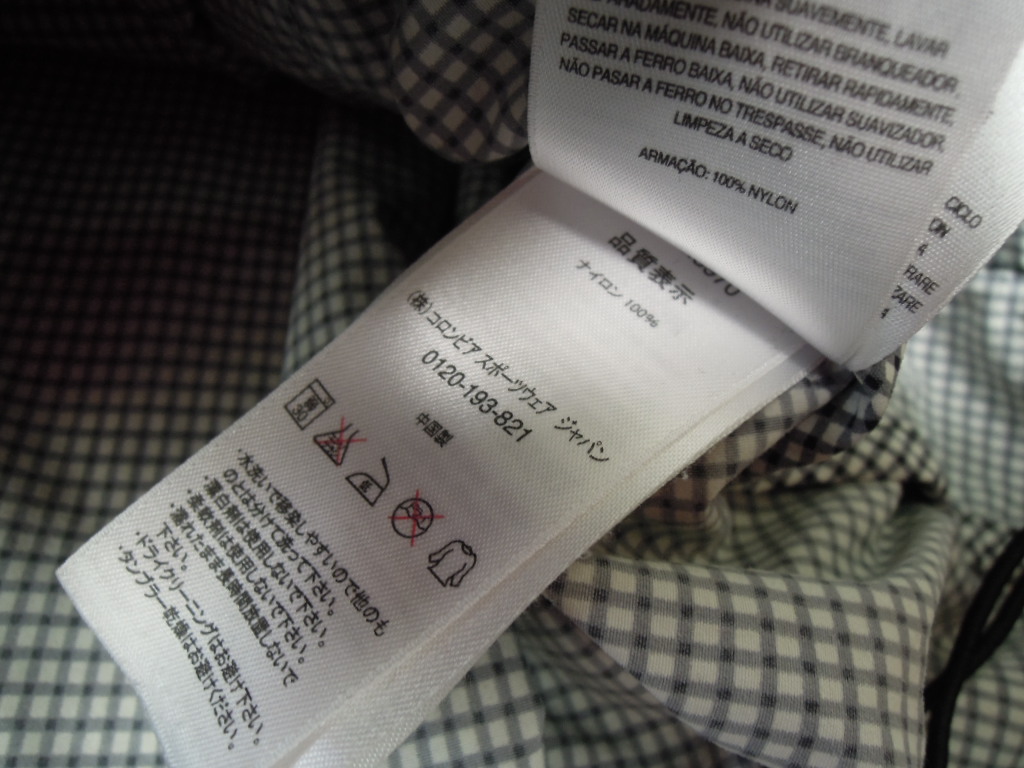 SUAVEMENTE, LAVAR
SEPARADAMENTE, NÃO UTILIZAR BRANQUEADOR,
SECAR NA MÁQUINA BAIXA, RETIRAR RAPIDAMENTE,
PASSAR A FERRO BAIXA, NÃO UTILIZAR SUAVIZADOR,
NÃO PASAR A FERRO NO TRESPASSE, NÃO UTILIZAR
LIMPEZA A SECO
ARMAÇÃO: 100% NYLON
CICLO
ON
RARE
ZARE
品質表示
ナイロン 100%
(株)コロンビア スポーツウェア ジャパン
0120-193-821
中国製
・水洗いで移染しやすいので他のも
のとは分けて洗って下さい。
・漂白剤は使用しないで下さい。
・柔軟剤は使用しないで下さい。
・濡れたまま長時間放置しないで
下さい。
・ドライクリーニングはお避け下さい。
・タンブラー乾燥はお避けください。